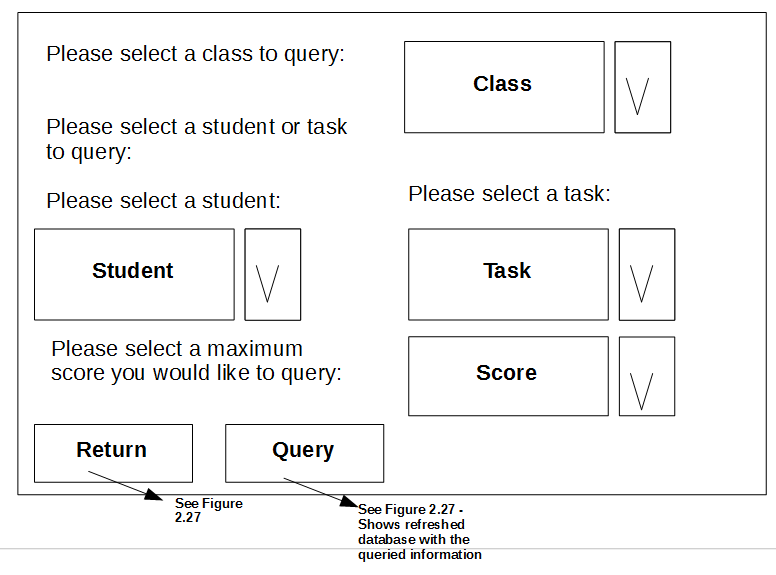 Please select a class to query:
Class
Please select a student or task
to query:
Please select a student:
Please select a task:
Student
Task
Please select a maximum
score you would like to query:
Score
Return
Query
See Figure
2.27
See Figure 2.27 -
Shows refreshed
database with the
queried information